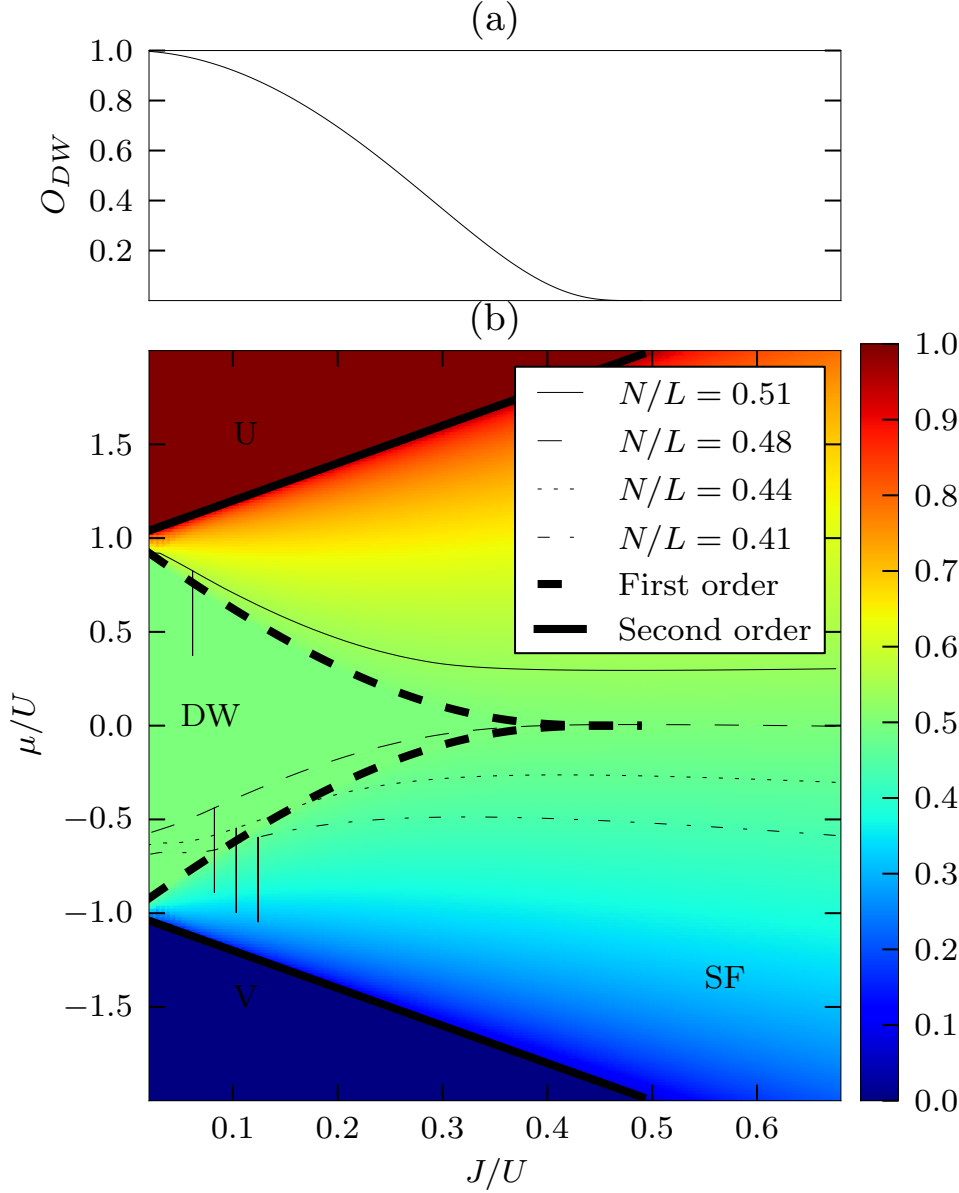 (a)
1.0
0.8
0.6
0.4
0.2
O_{DW}
(b)
1.5
1.0
0.5
0.0
−0.5
−1.0
−1.5
μ/U
U
DW
V
SF
N/L = 0.51
N/L = 0.48
N/L = 0.44
N/L = 0.41
First order
Second order
0.1 0.2 0.3 0.4 0.5 0.6
J/U
1.0
0.9
0.8
0.7
0.6
0.5
0.4
0.3
0.2
0.1
0.0